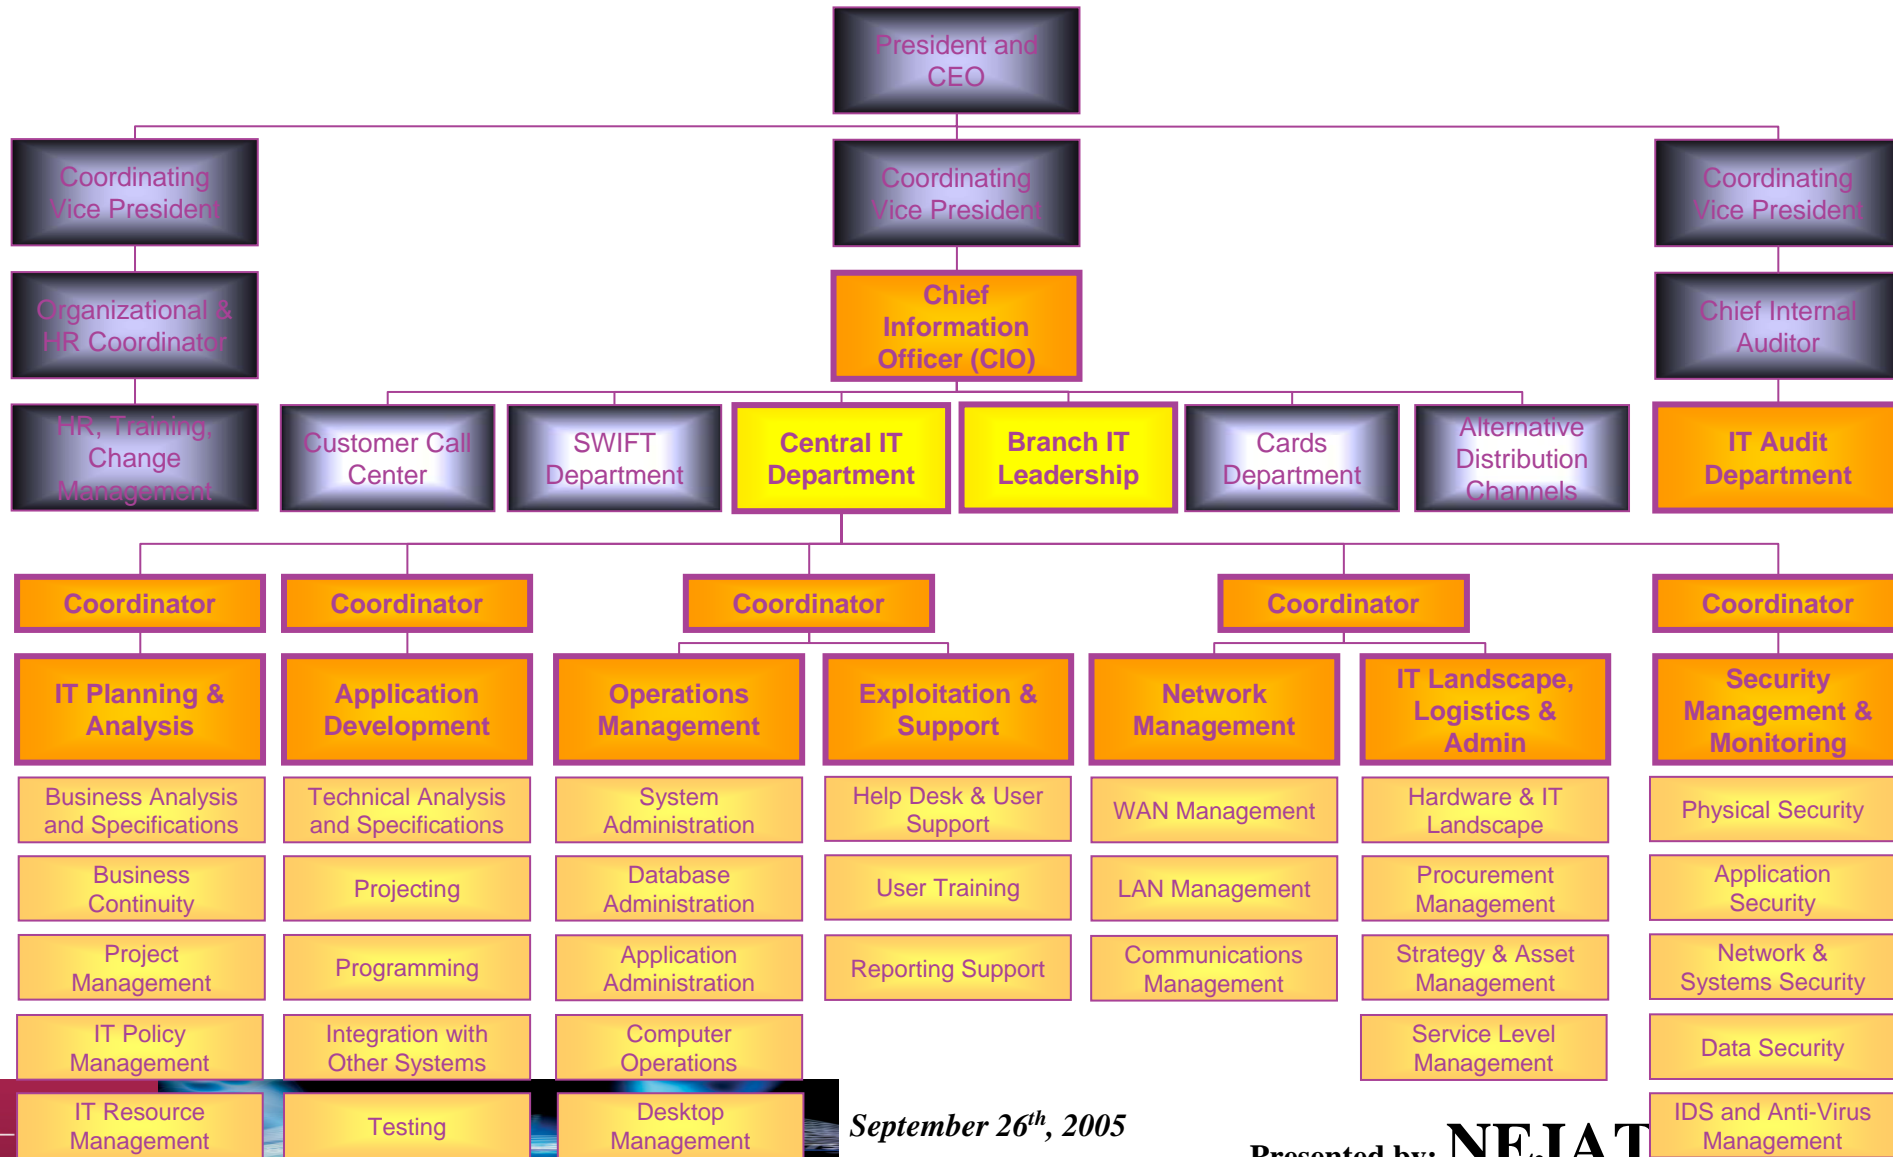 President and
CEO
Coordinating
Vice President
Coordinating
Vice President
Coordinating
Vice President
Organizational &
HR Coordinator
Chief
Information
Officer (CIO)
Chief Internal
Auditor
HR, Training,
Change
Management
Customer Call
Center
SWIFT
Department
Central IT
Department
Branch IT
Leadership
Cards
Department
Alternative
Distribution
Channels
IT Audit
Department
Coordinator
Coordinator
Coordinator
Coordinator
Coordinator
IT Planning &
Analysis
Application
Development
Operations
Management
Exploitation &
Support
Network
Management
IT Landscape,
Logistics &
Admin
Security
Management &
Monitoring
Business Analysis
and Specifications
Technical Analysis
and Specifications
System
Administration
Help Desk & User
Support
WAN Management
Hardware & IT
Landscape
Physical Security
Business
Continuity
Projecting
Database
Administration
User Training
LAN Management
Procurement
Management
Application
Security
Project
Management
Programming
Application
Administration
Reporting Support
Communications
Management
Strategy & Asset
Management
Network &
Systems Security
IT Policy
Management
Integration with
Other Systems
Computer
Operations
Service Level
Management
Data Security
IT Resource
Management
Testing
Desktop
Management
September 26th, 2005
Presented by: NEJAT
IDS and Anti-Virus
Management